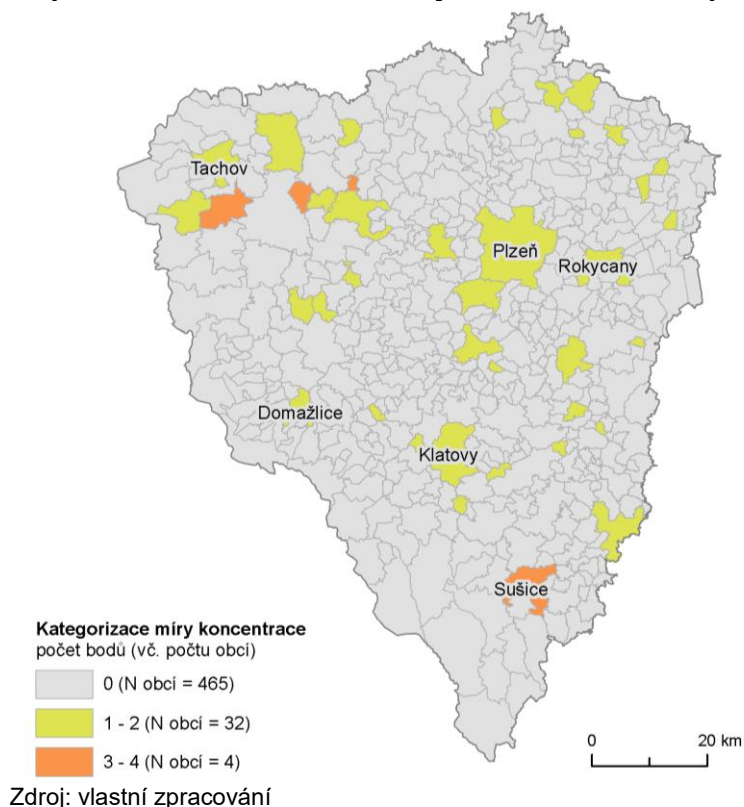 Tachov
Plzeň
Rokycany
Domažlice
Klatovy
Sušice
Kategorizace míry koncentrace
počet bodů (vč. počtu obcí)
0 (N obcí = 465)
1 - 2 (N obcí = 32)
3 - 4 (N obcí = 4)
0 20 km
Zdroj: vlastní zpracování